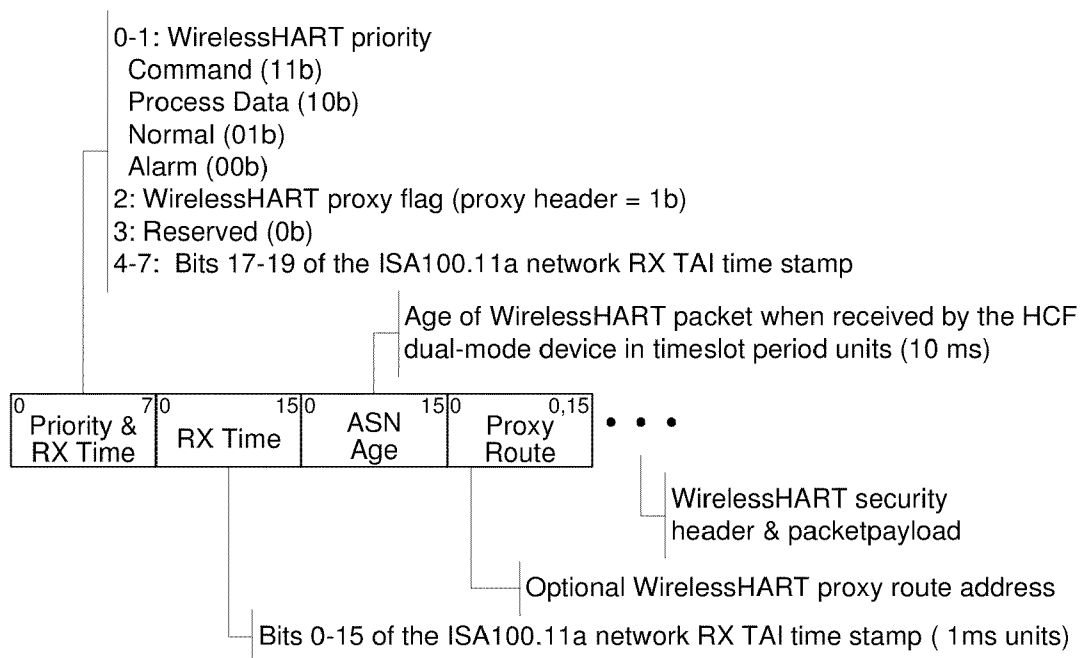 0-1: WirelessHART priority
Command (11b)
Process Data (10b)
Normal (01b)
Alarm (00b)
2: WirelessHART proxy flag (proxy header = 1b)
3: Reserved (0b)
4-7: Bits 17-19 of the ISA100.11a network RX TAI time stamp
Age of WirelessHART packet when received by the HCF
dual-mode device in timeslot period units (10 ms)
0 7 0 15 0 15 0 0,15
Priority &
RX Time
RX Time
ASN
Age
Proxy
Route
• • •
WirelessHART security
header & packetpayload
Optional WirelessHART proxy route address
Bits 0-15 of the ISA100.11a network RX TAI time stamp ( 1ms units)